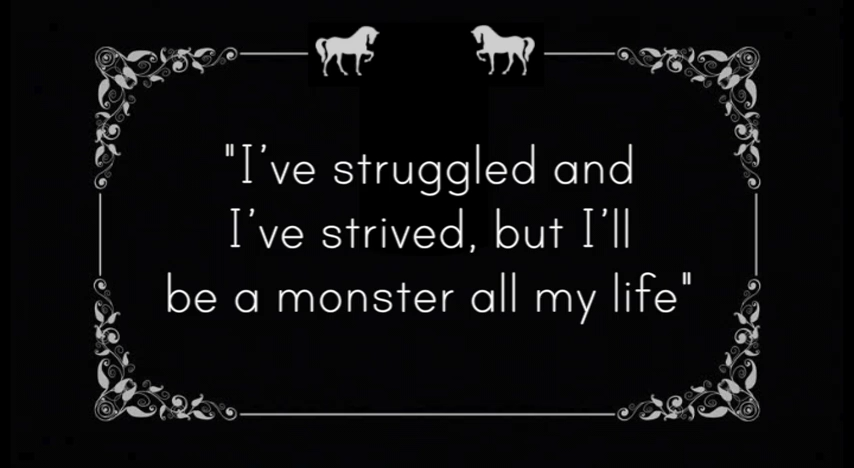 "I've struggled and
I've strived, but I'll
be a monster all my life"